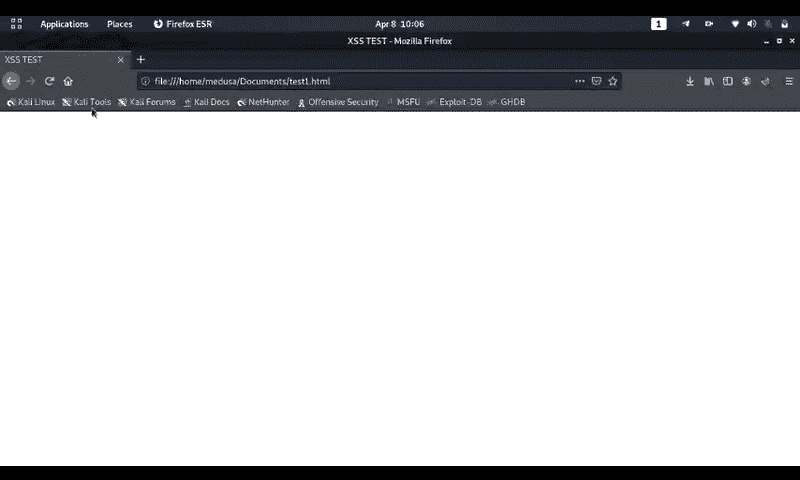 Applications Places Firefox ESR Apr 8 10:06 1
XSS TEST - Mozilla Firefox
XSS TEST
file:///home/medusa/Documents/test1.html
Kali Linux Kali Tools Kali Forums Kali Docs NetHunter Offensive Security MSFU Exploit-DB GHDB